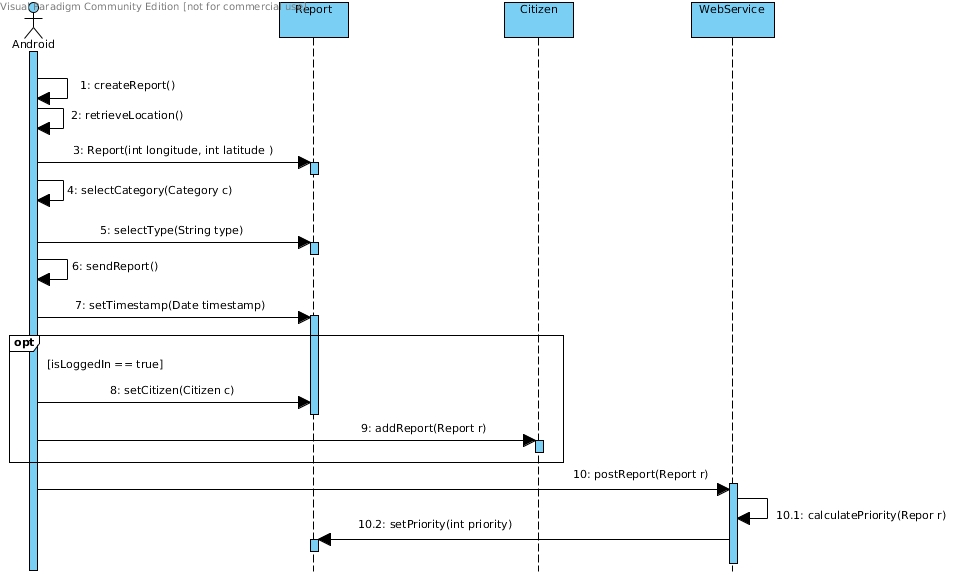 Visual Paradigm Community Edition [not for commercial use]
Report
Citizen
WebService
Android
1: createReport()
2: retrieveLocation()
3: Report(int longitude, int latitude )
4: selectCategory(Category c)
5: selectType(String type)
6: sendReport()
7: setTimestamp(Date timestamp)
opt
[isLoggedIn == true]
8: setCitizen(Citizen c)
9: addReport(Report r)
10: postReport(Report r)
10.1: calculatePriority(Repor r)
10.2: setPriority(int priority)